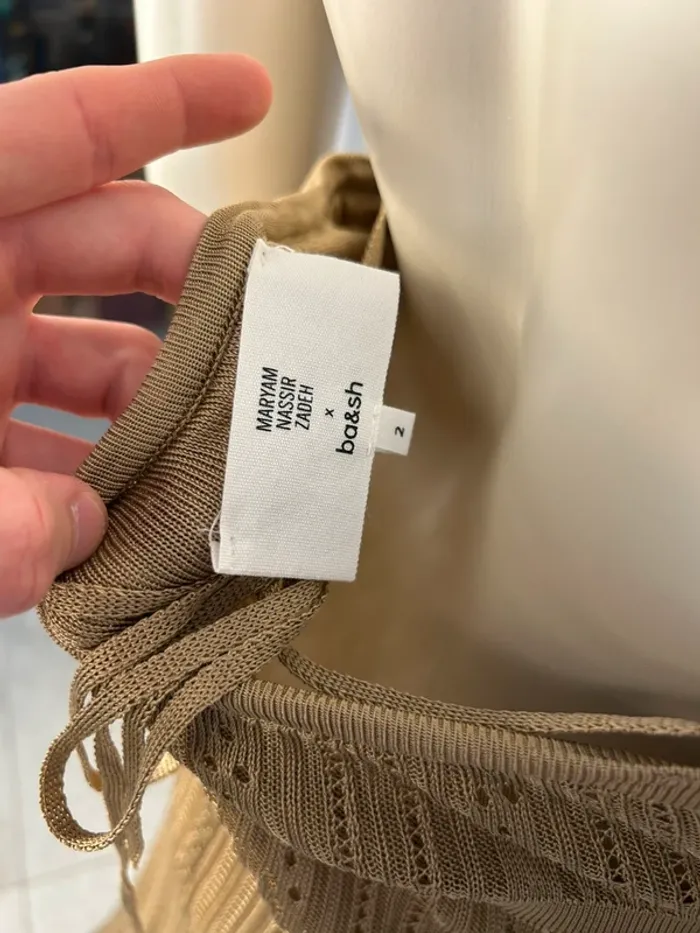 MARYAM
NASSIR
ZADEH
x
ba&sh
2